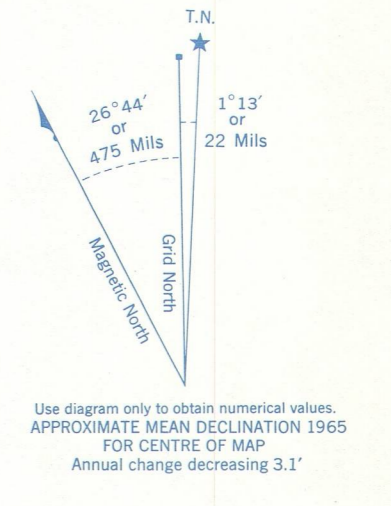 T.N.
26°44′
or
475 Mils
1°13′
or
22 Mils
Magnetic North
Grid North
Use diagram only to obtain numerical values.
APPROXIMATE MEAN DECLINATION 1965
FOR CENTRE OF MAP
Annual change decreasing 3.1′